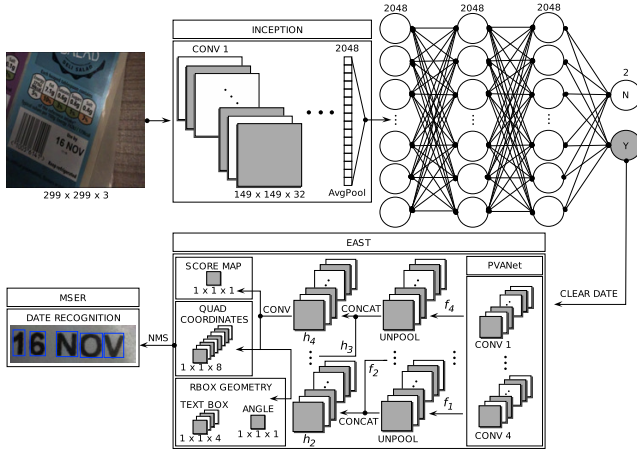 INCEPTION
CONV 1
2048
149 x 149 x 32
AvgPool
2048
2048
2048
2
N
Y
16 NOV
299 x 299 x 3
CLEAR DATE
EAST
PVANet
CONV 1
CONV 4
f4
f2
f1
UNPOOL
UNPOOL
CONCAT
CONCAT
h4
h3
h2
CONV
SCORE MAP
1 x 1 x 1
QUAD
COORDINATES
1 x 1 x 8
RBOX GEOMETRY
TEXT BOX
1 x 1 x 4
ANGLE
1 x 1 x 1
NMS
MSER
DATE RECOGNITION
16 NOV